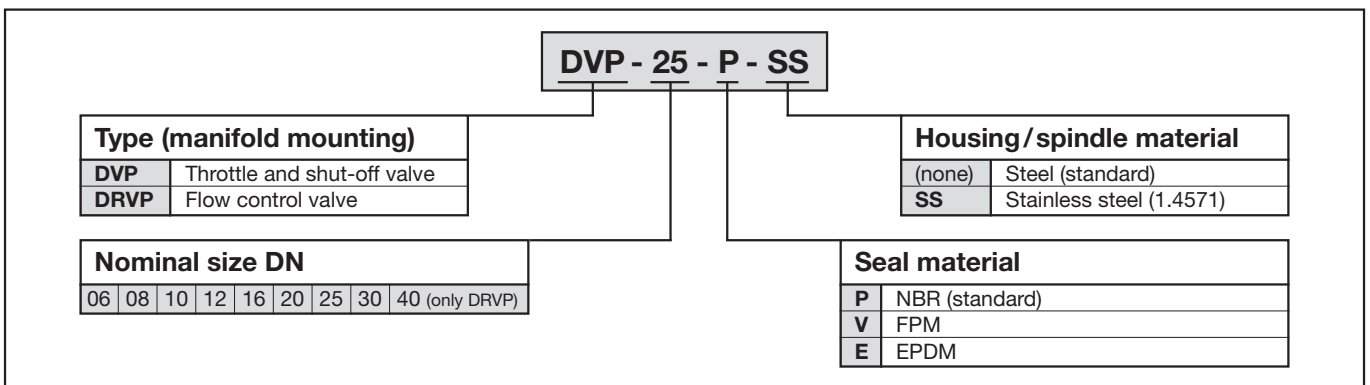 DVP - 25 - P - SS
Type (manifold mounting)
DVP Throttle and shut-off valve
DRVP Flow control valve
Housing / spindle material
(none) Steel (standard)
SS Stainless steel (1.4571)
Nominal size DN
06 08 10 12 16 20 25 30 40 (only DRVP)
Seal material
P NBR (standard)
V FPM
E EPDM